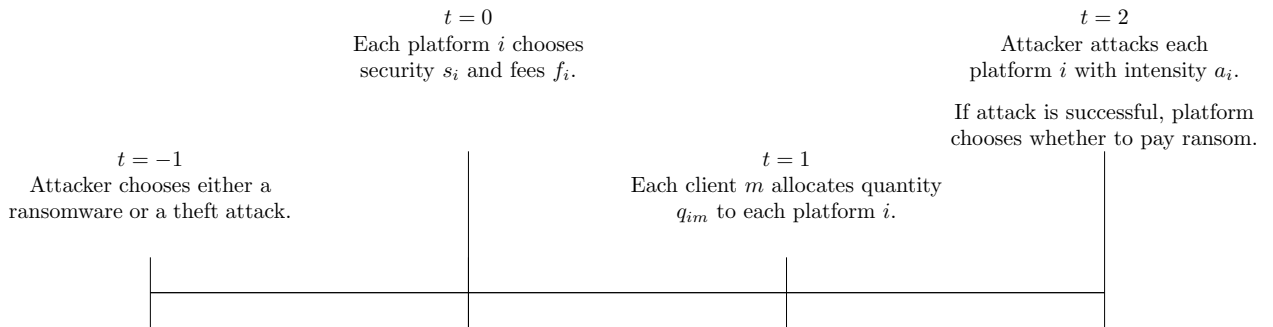 t = −1
Attacker chooses either a
ransomware or a theft attack.
t = 0
Each platform i chooses
security s_i and fees f_i.
t = 1
Each client m allocates quantity
q_{im} to each platform i.
t = 2
Attacker attacks each
platform i with intensity a_i.
If attack is successful, platform
chooses whether to pay ransom.